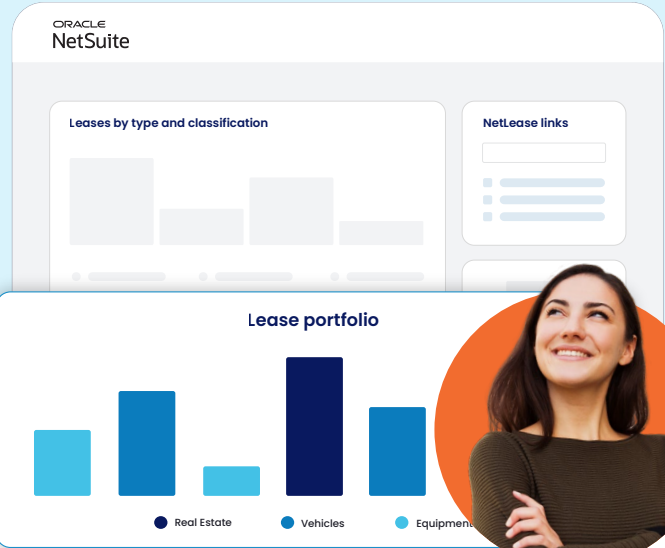 ORACLE
NetSuite
Leases by type and classification
NetLease links
Lease portfolio
Real Estate
Vehicles
Equipment